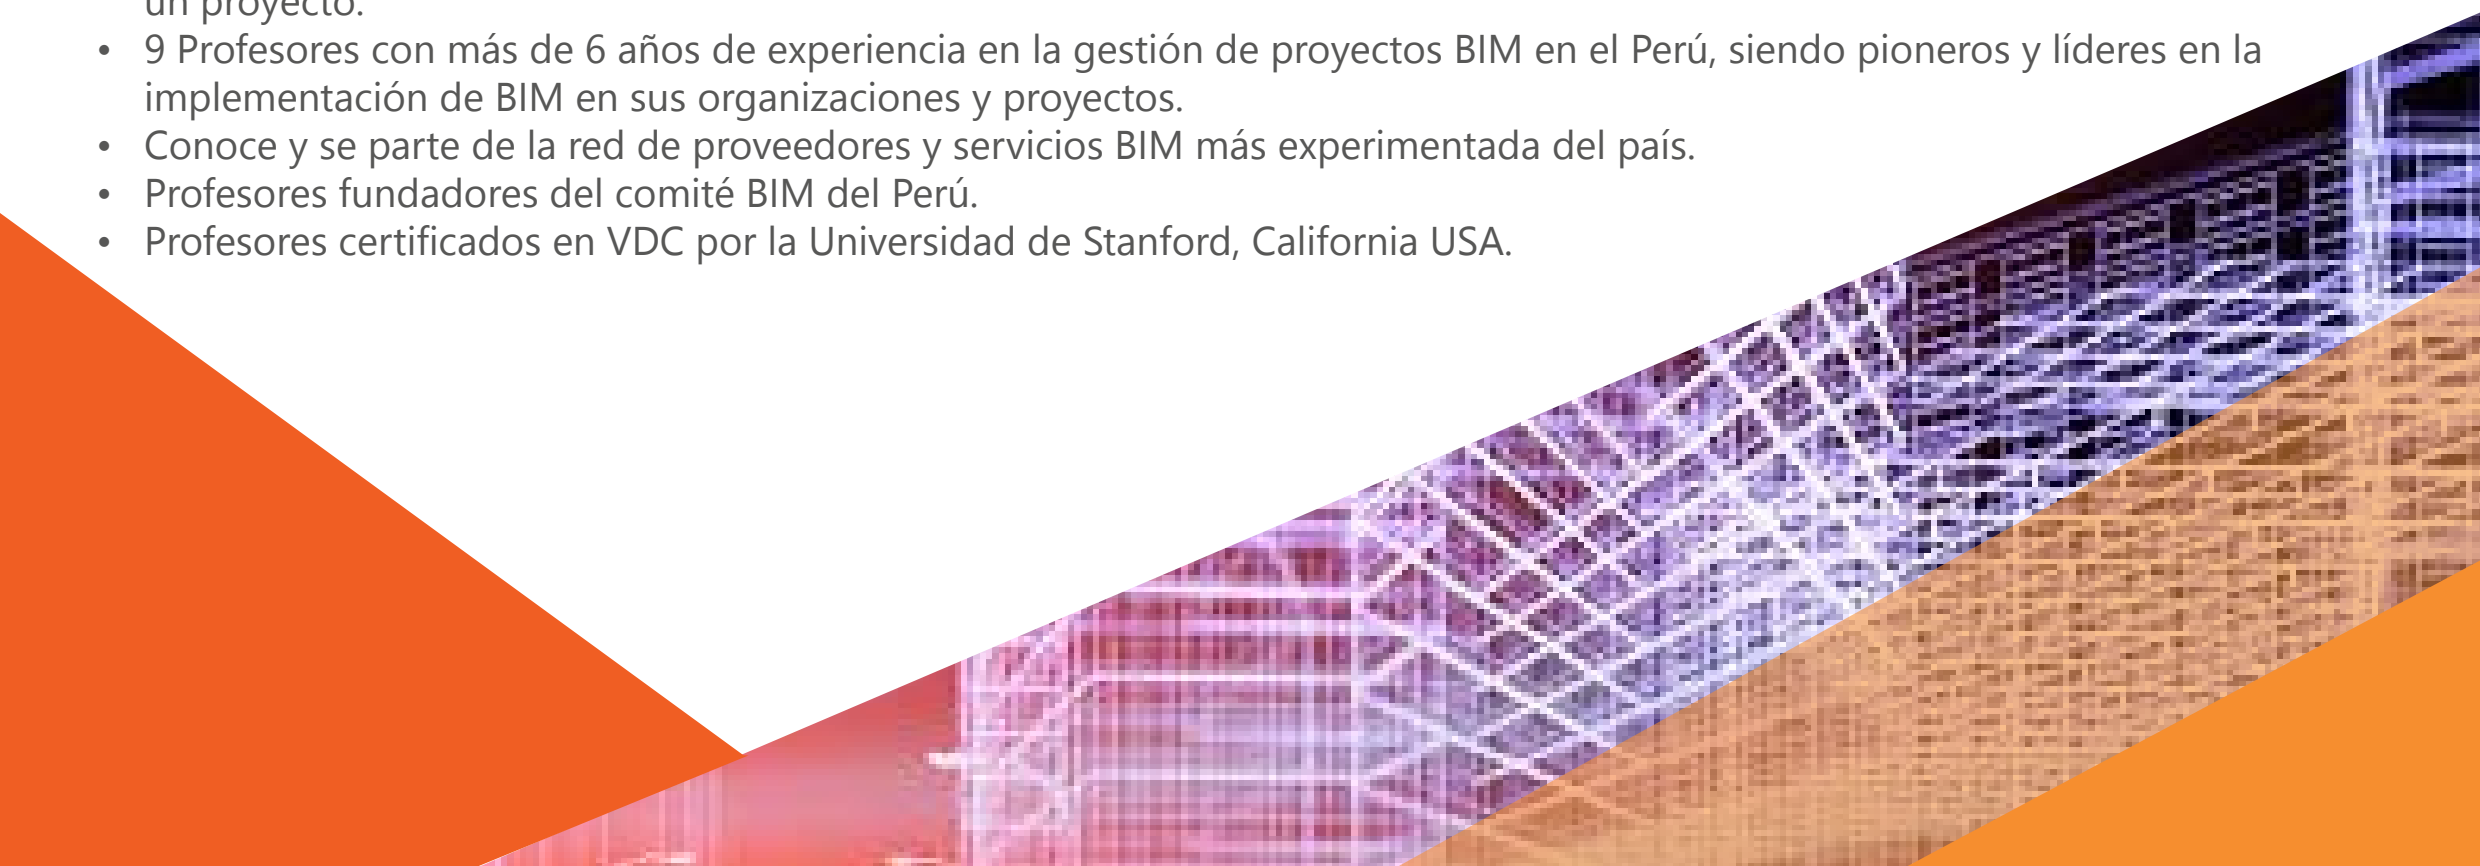 un proyecto.
• 9 Profesores con más de 6 años de experiencia en la gestión de proyectos BIM en el Perú, siendo pioneros y líderes en la
implementación de BIM en sus organizaciones y proyectos.
• Conoce y se parte de la red de proveedores y servicios BIM más experimentada del país.
• Profesores fundadores del comité BIM del Perú.
• Profesores certificados en VDC por la Universidad de Stanford, California USA.